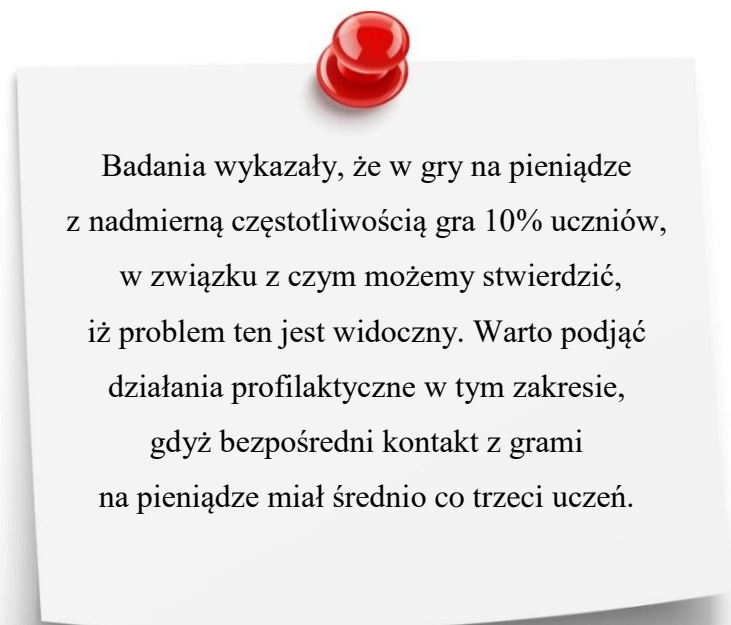 Badania wykazały, że w gry na pieniądze
z nadmierną częstotliwością gra 10% uczniów,
w związku z czym możemy stwierdzić,
iż problem ten jest widoczny. Warto podjąć
działania profilaktyczne w tym zakresie,
gdyż bezpośredni kontakt z grami
na pieniądze miał średnio co trzeci uczeń.